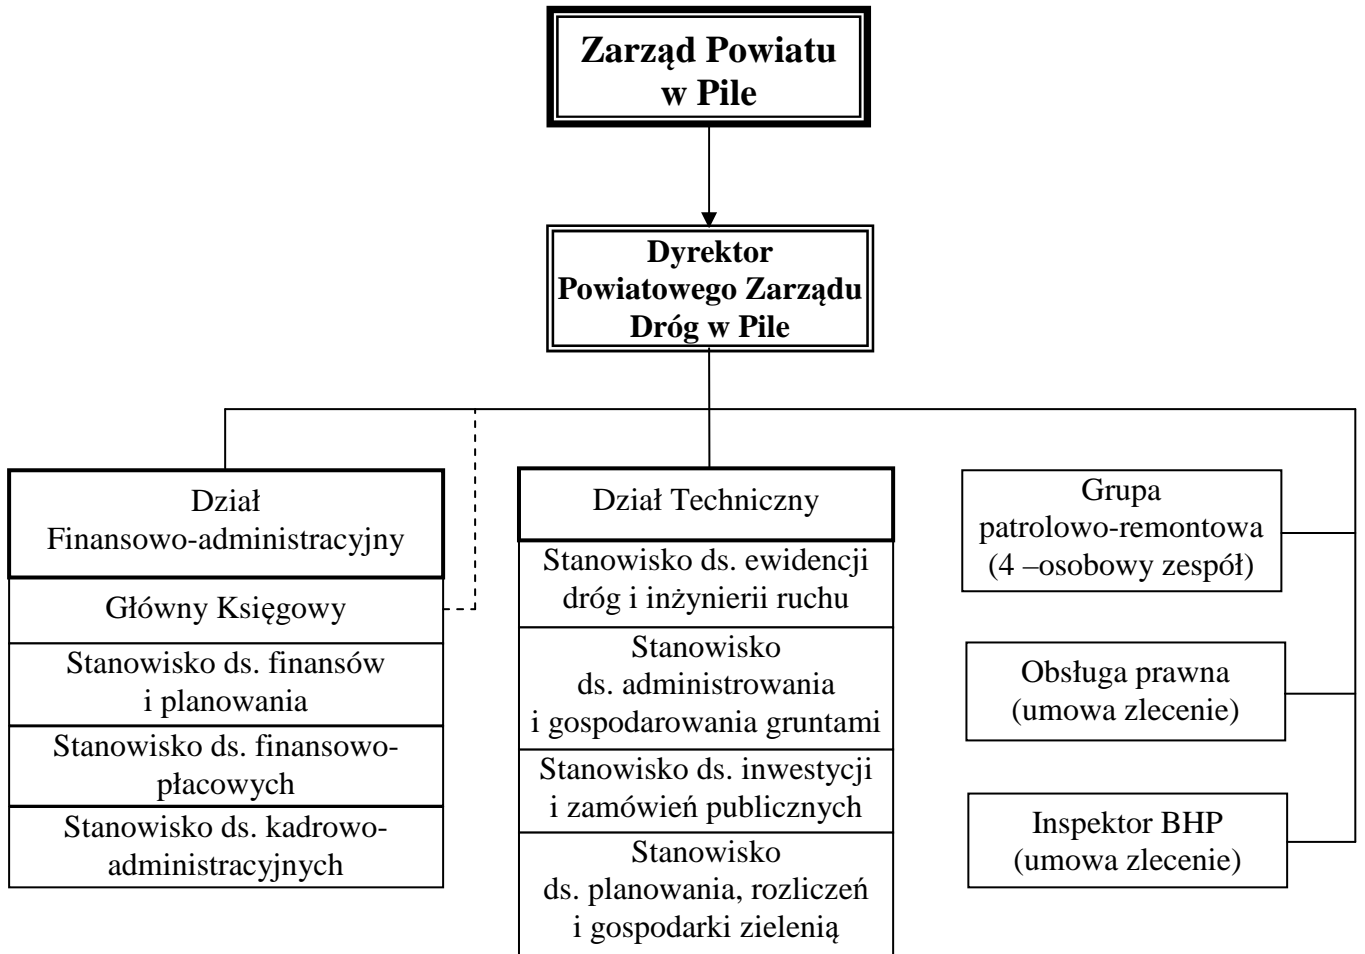 Zarząd Powiatu
w Pile
Dyrektor
Powiatowego Zarządu
Dróg w Pile
Dział
Finansowo-administracyjny
Główny Księgowy
Stanowisko ds. finansów
i planowania
Stanowisko ds. finansowo-
płacowych
Stanowisko ds. kadrowo-
administracyjnych
Dział Techniczny
Stanowisko ds. ewidencji
dróg i inżynierii ruchu
Stanowisko
ds. administrowania
i gospodarowania gruntami
Stanowisko ds. inwestycji
i zamówień publicznych
Stanowisko
ds. planowania, rozliczeń
i gospodarki zielenią
Grupa
patrolowo-remontowa
(4 –osobowy zespół)
Obsługa prawna
(umowa zlecenie)
Inspektor BHP
(umowa zlecenie)